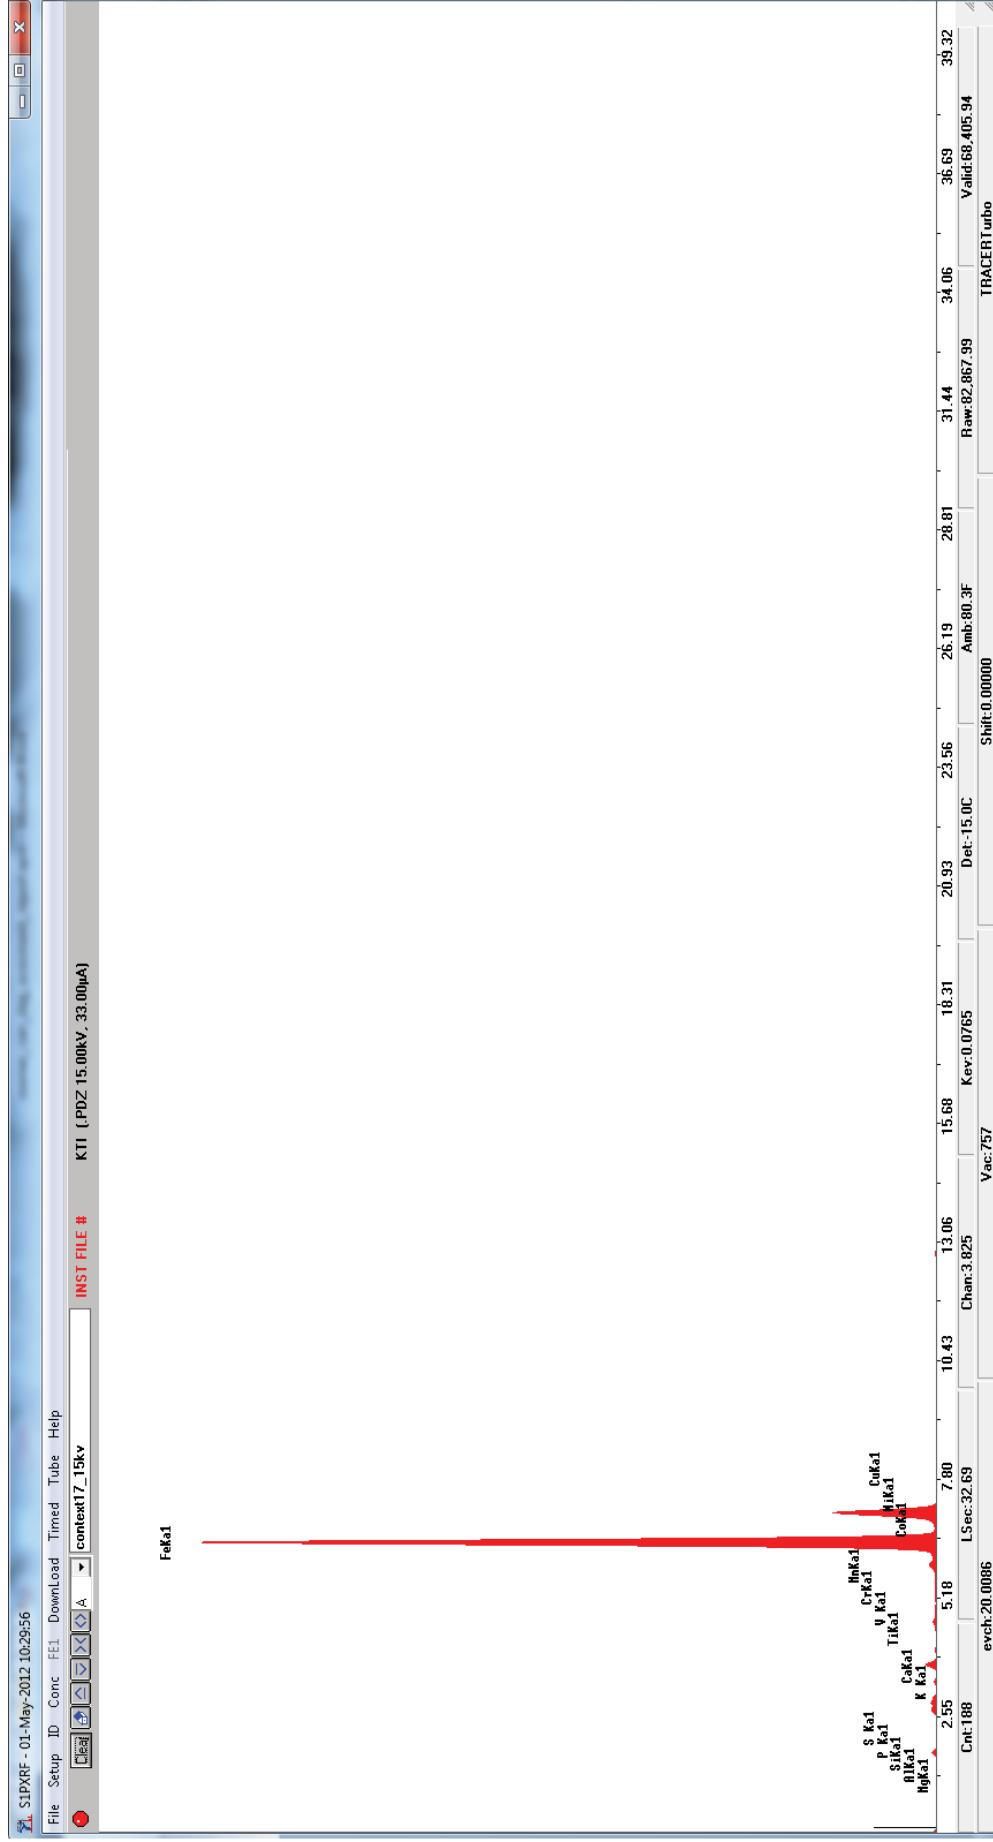 S1PXRF - 01-May-2012 10:29:56
File Setup ID Conc FE1 DownLoad Timed Tube Help
Clear A context17_15kv INST FILE # KTI (.PDZ 15.00kV, 33.00µA)
FeKa1
CuKa1
NiKa1
CoKa1
MnKa1
CrKa1
V Ka1
TiKa1
CaKa1
K Ka1
S Ka1
P Ka1
SiKa1
AlKa1
MgKa1
2.55 5.18 7.80 10.43 13.06 15.68 18.31 20.93 23.56 26.19 28.81 31.44 34.06 36.69 39.32
Cnt:188 LSec:32.69 Chan:3.825 Kev:0.0765 Det:-15.0C Amb:80.3F Raw:82,867.99 Valid:68,405.94
evch:20.0086 Vac:757 Shift:0.00000 TRACERTurbo